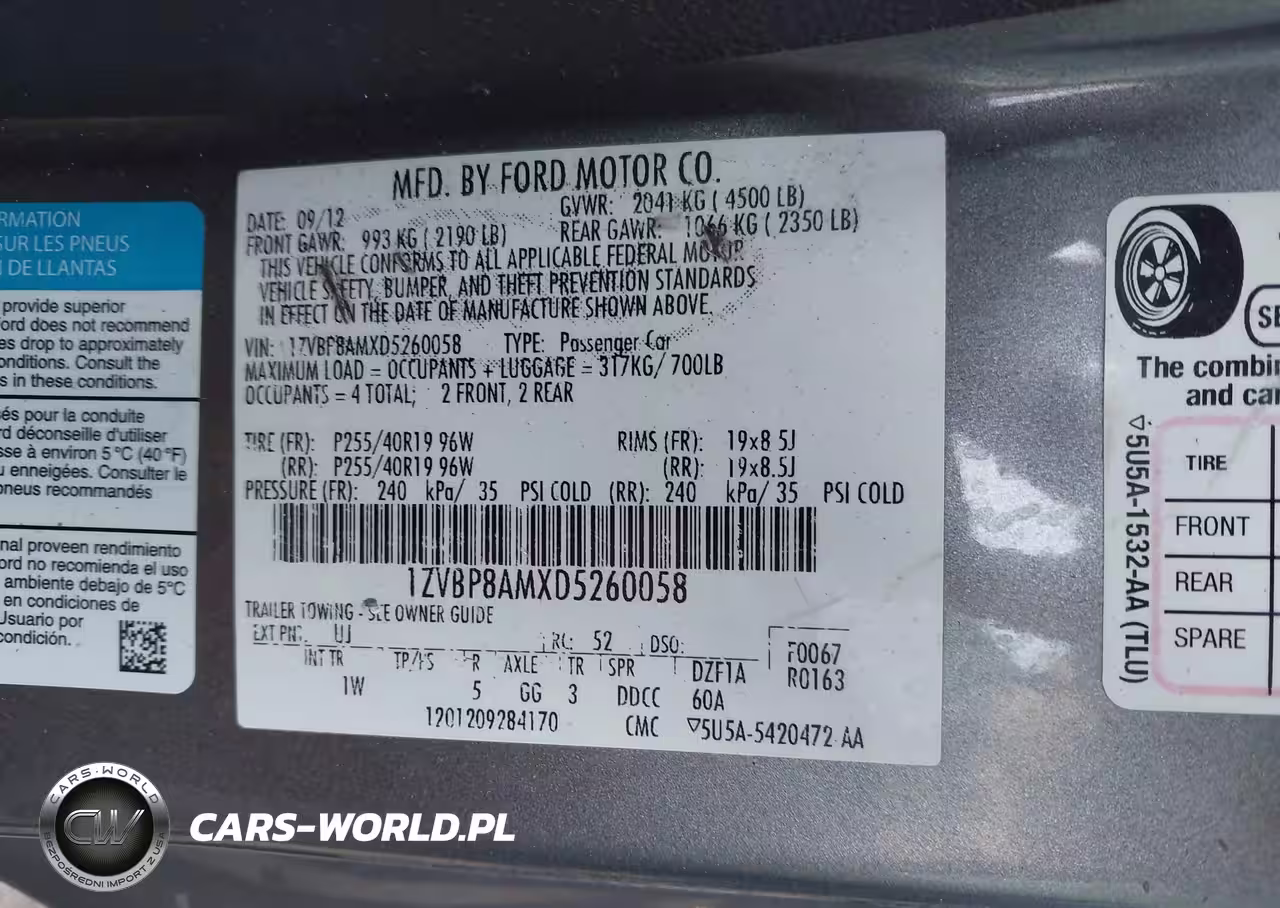 RMATION
SUR LES PNEUS
N DE LLANTAS
provide superior
ord does not recommend
es drop to approximately
onditions. Consult the
s in these conditions.
sés pour la conduite
rd déconseille d'utiliser
sse à environ 5 °C (40 °F)
u enneigées. Consulter le
oneus recommandés
nal proveen rendimiento
ord no recomienda el uso
ambiente debajo de 5°C
en condiciones de
Usuario por
condición.
MFD. BY FORD MOTOR CO.
DATE: 09/12 GVWR: 2041 KG ( 4500 LB)
FRONT GAWR: 993 KG ( 2190 LB) REAR GAWR: 1066 KG ( 2350 LB)
THIS VEHICLE CONFORMS TO ALL APPLICABLE FEDERAL MOTOR
VEHICLE SAFETY, BUMPER, AND THEFT PREVENTION STANDARDS
IN EFFECT ON THE DATE OF MANUFACTURE SHOWN ABOVE.
VIN: 1ZVBP8AMXD5260058 TYPE: Passenger Car
MAXIMUM LOAD = OCCUPANTS + LUGGAGE = 317KG/ 700LB
OCCUPANTS = 4 TOTAL; 2 FRONT, 2 REAR
TIRE (FR): P255/40R19 96W RIMS (FR): 19x8.5J
(RR): P255/40R19 96W (RR): 19x8.5J
PRESSURE (FR): 240 kPa/ 35 PSI COLD (RR): 240 kPa/ 35 PSI COLD
1ZVBP8AMXD5260058
TRAILER TOWING - SEE OWNER GUIDE
EXT PNT: UJ RC: 52 DSO: F0067
INT TR TP/PS R AXLE TR SPR DZF1A R0163
1W 5 GG 3 DDCC 60A
1201209284170 CMC ▽5U5A-5420472-AA
SE
The combin
and car
▽5U5A-1532-AA (TLU)
TIRE
FRONT
REAR
SPARE
CARS-WORLD
CW
BEZPOŚREDNI IMPORT Z USA
CARS-WORLD.PL